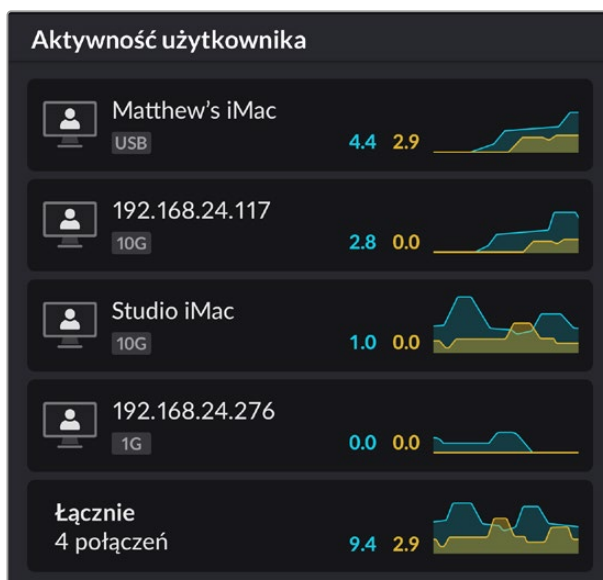 Aktywność użytkownika
Matthew’s iMac
USB
4.4 2.9
192.168.24.117
10G
2.8 0.0
Studio iMac
10G
1.0 0.0
192.168.24.276
1G
0.0 0.0
Łącznie
4 połączeń
9.4 2.9